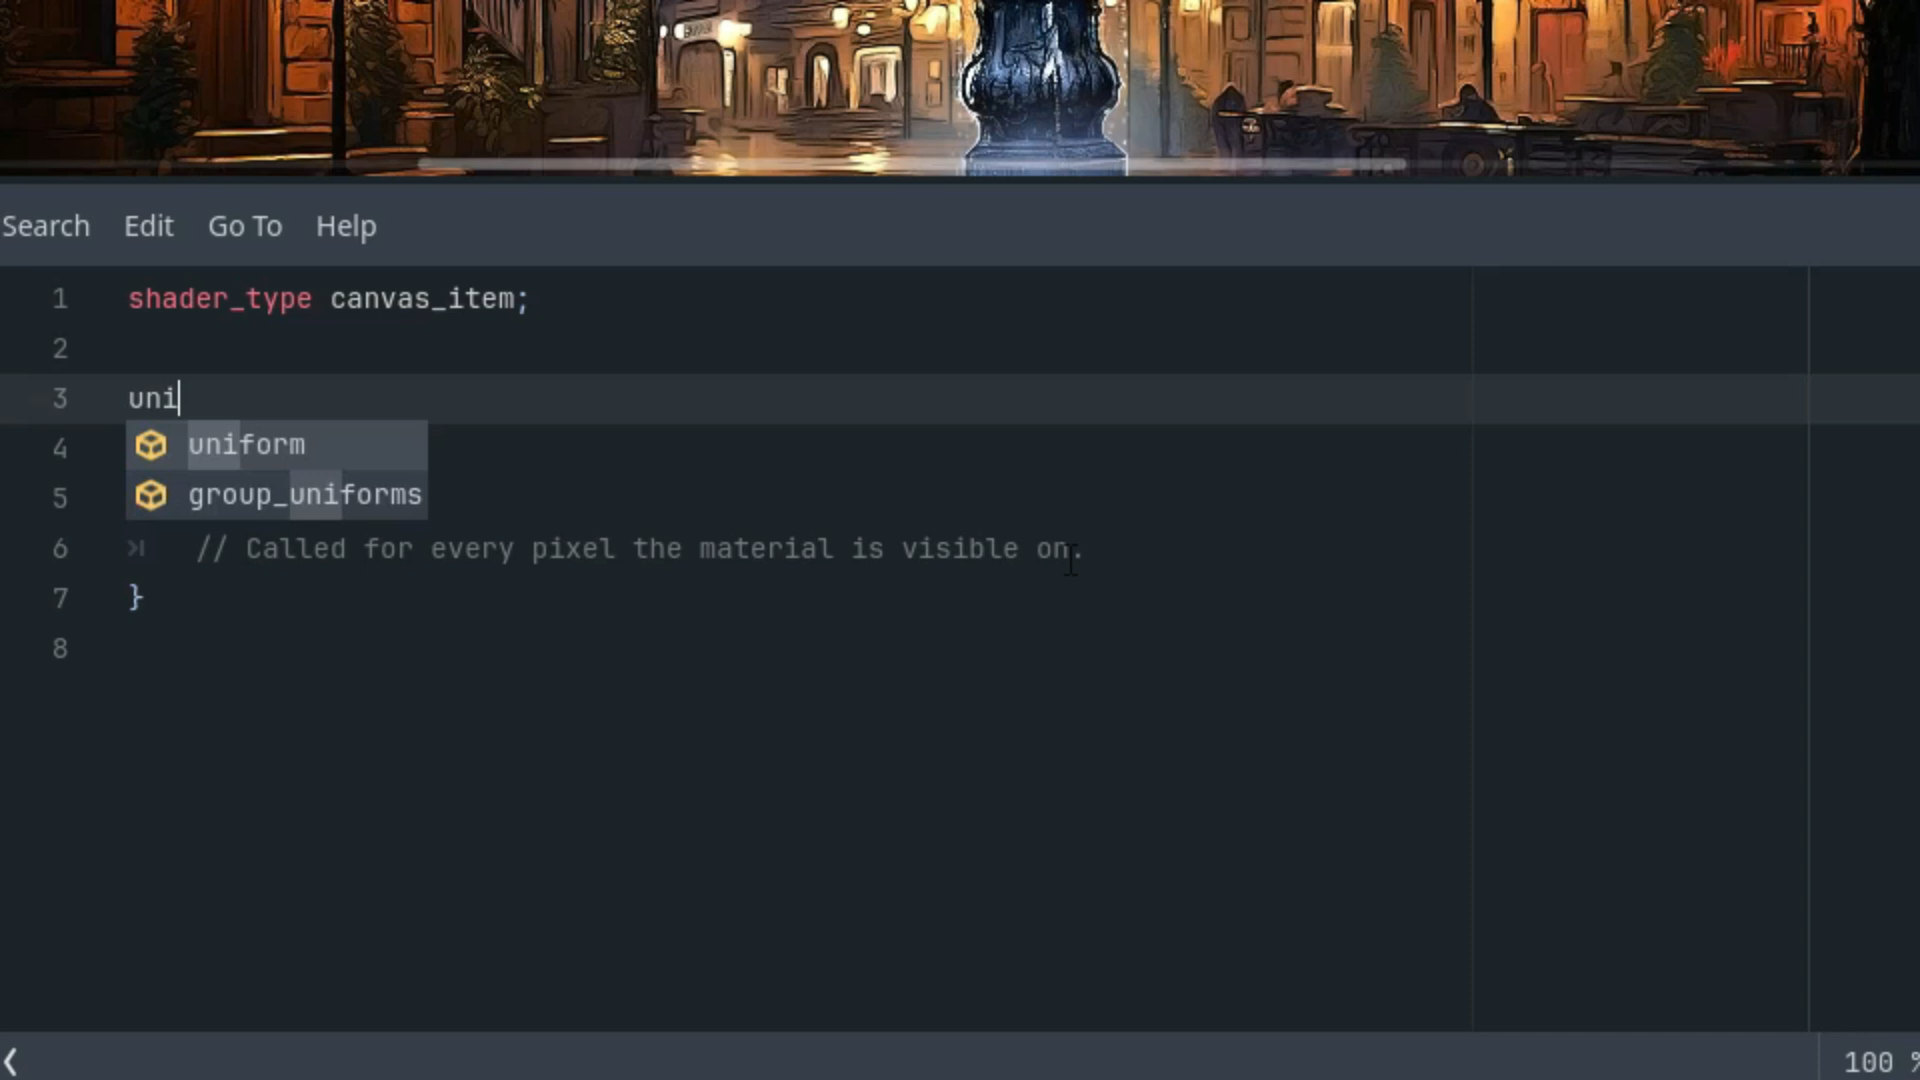 Search Edit Go To Help
1 shader_type canvas_item;
2
3 uni
4 uniform
5 group_uniforms
6 // Called for every pixel the material is visible on.
7 }
8
100 %